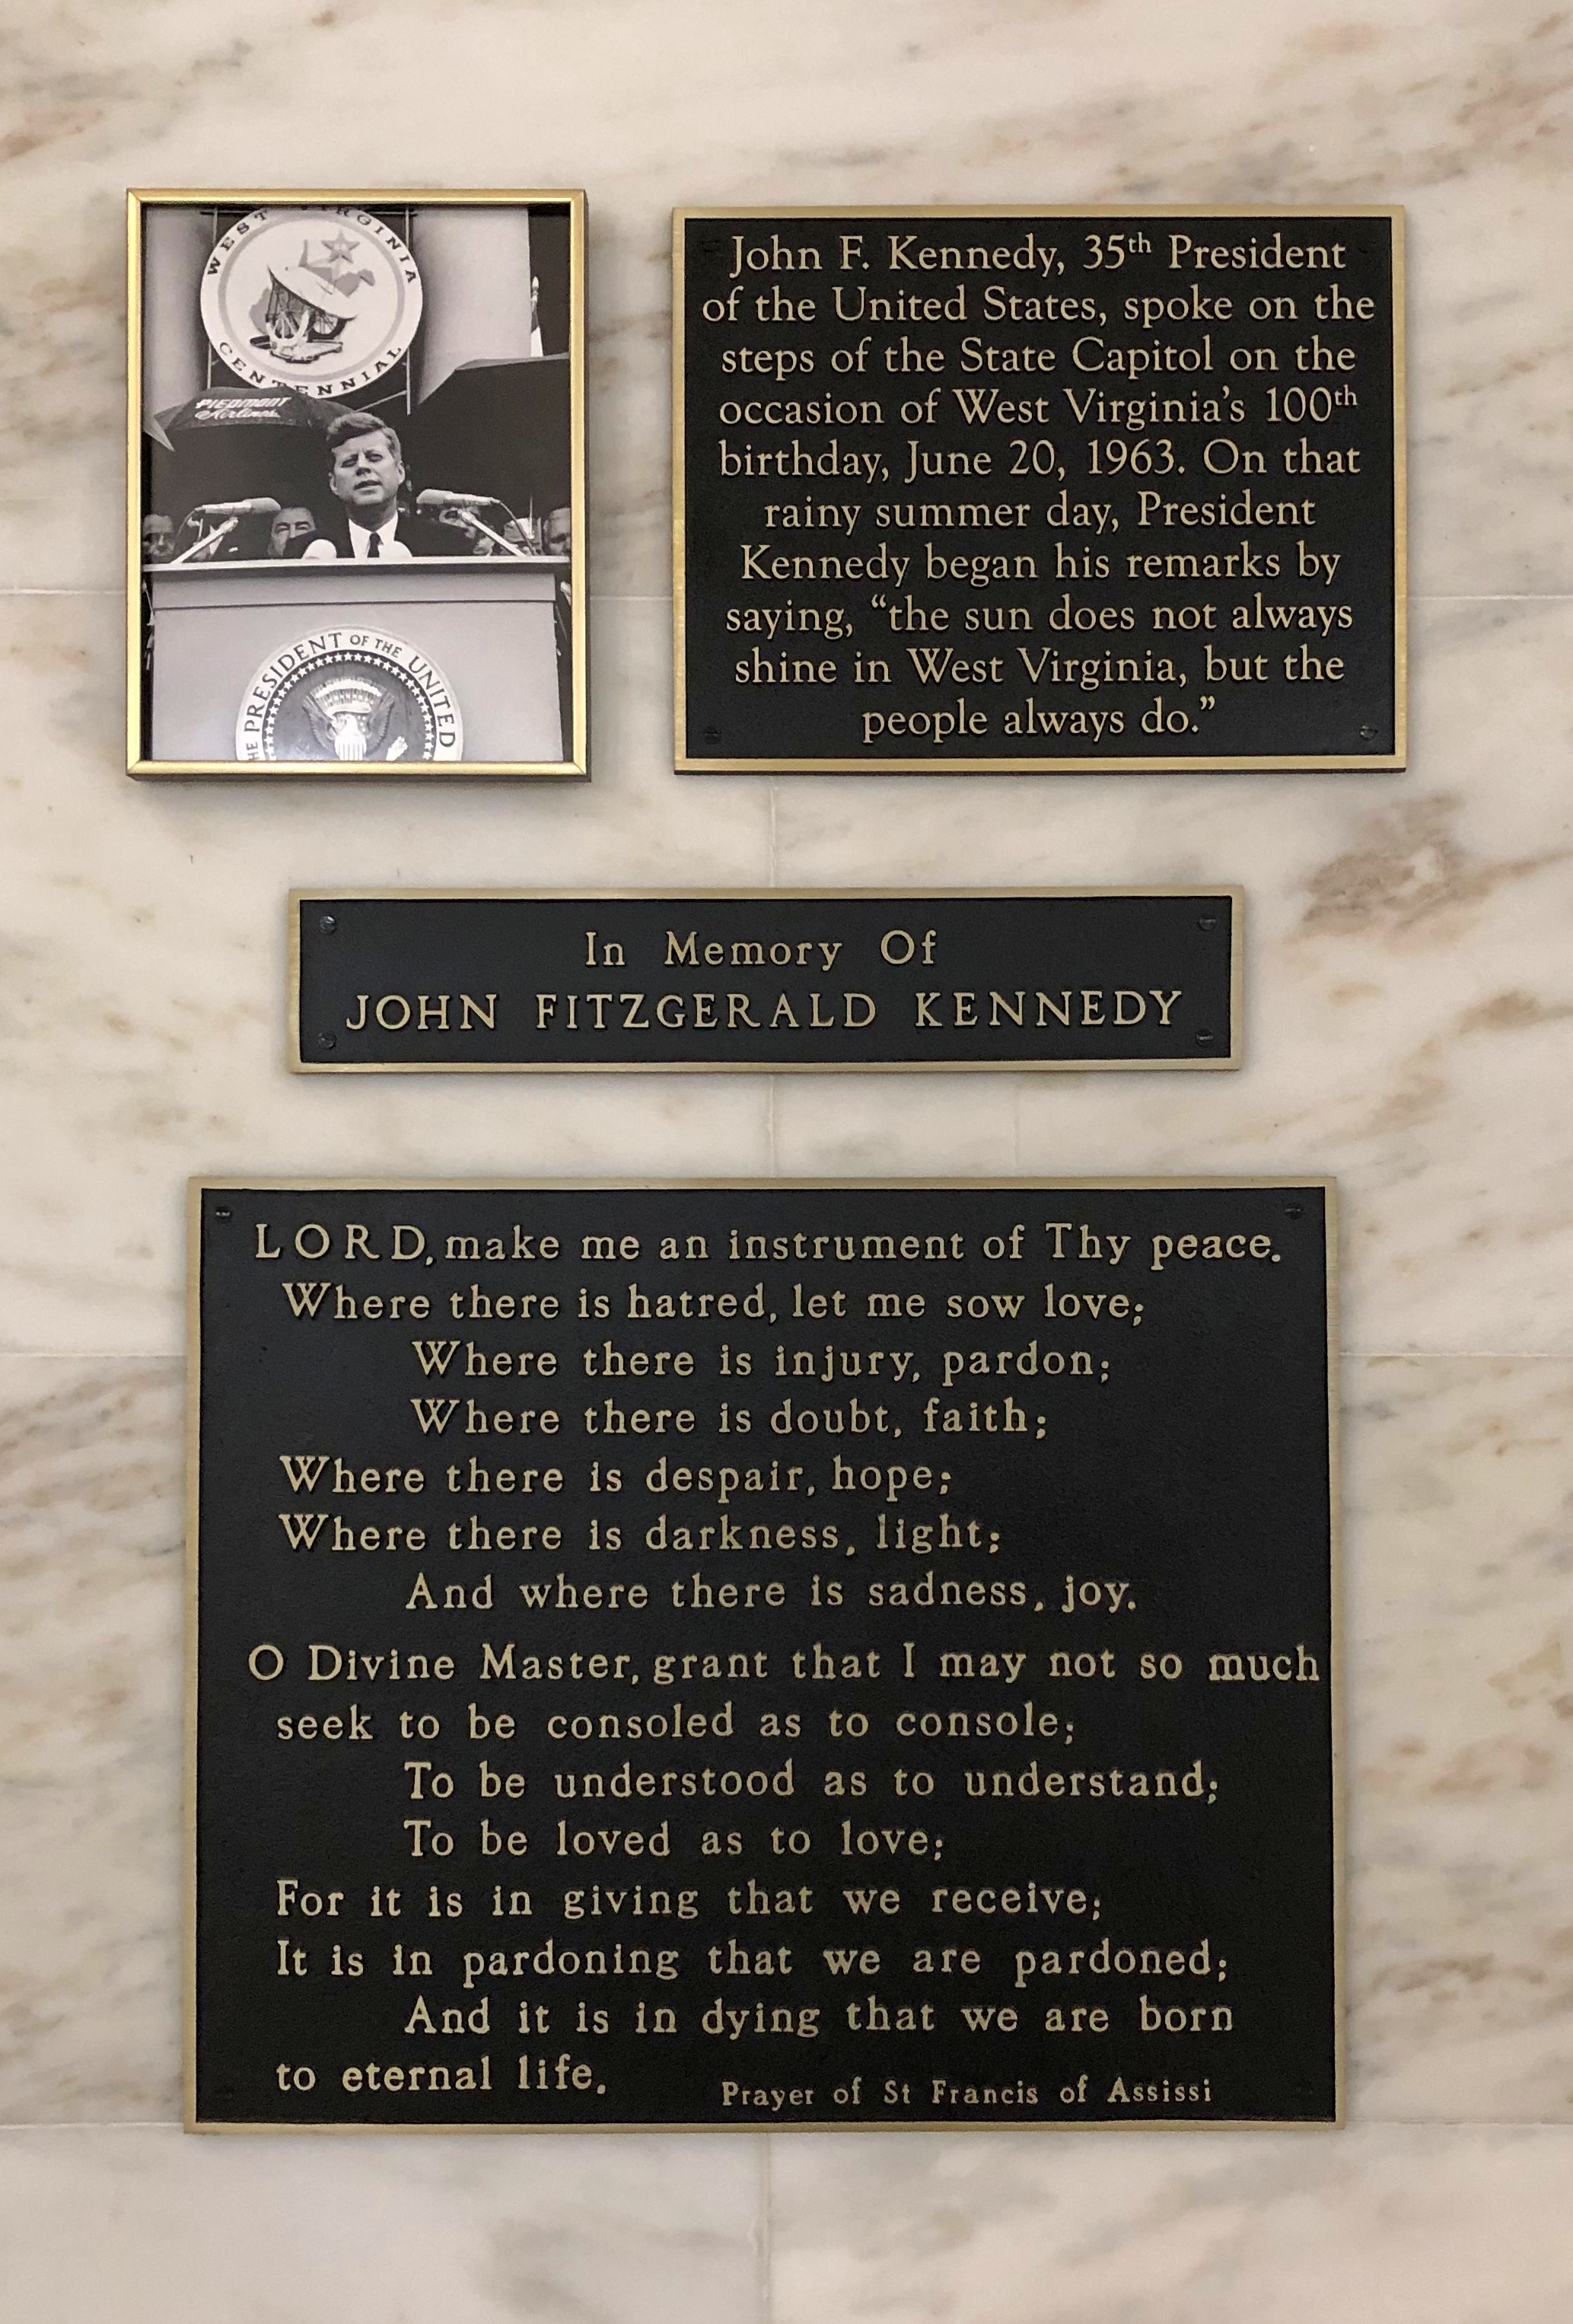 WEST VIRGINIA
CENTENNIAL
PIEDMONT
Airlines
THE PRESIDENT OF THE UNITED
John F. Kennedy, 35th President
of the United States, spoke on the
steps of the State Capitol on the
occasion of West Virginia’s 100th
birthday, June 20, 1963. On that
rainy summer day, President
Kennedy began his remarks by
saying, “the sun does not always
shine in West Virginia, but the
people always do.”
In Memory Of
JOHN FITZGERALD KENNEDY
LORD, make me an instrument of Thy peace.
Where there is hatred, let me sow love;
Where there is injury, pardon;
Where there is doubt, faith;
Where there is despair, hope;
Where there is darkness, light;
And where there is sadness, joy.
O Divine Master, grant that I may not so much
seek to be consoled as to console;
To be understood as to understand;
To be loved as to love;
For it is in giving that we receive;
It is in pardoning that we are pardoned;
And it is in dying that we are born
to eternal life.
Prayer of St Francis of Assissi